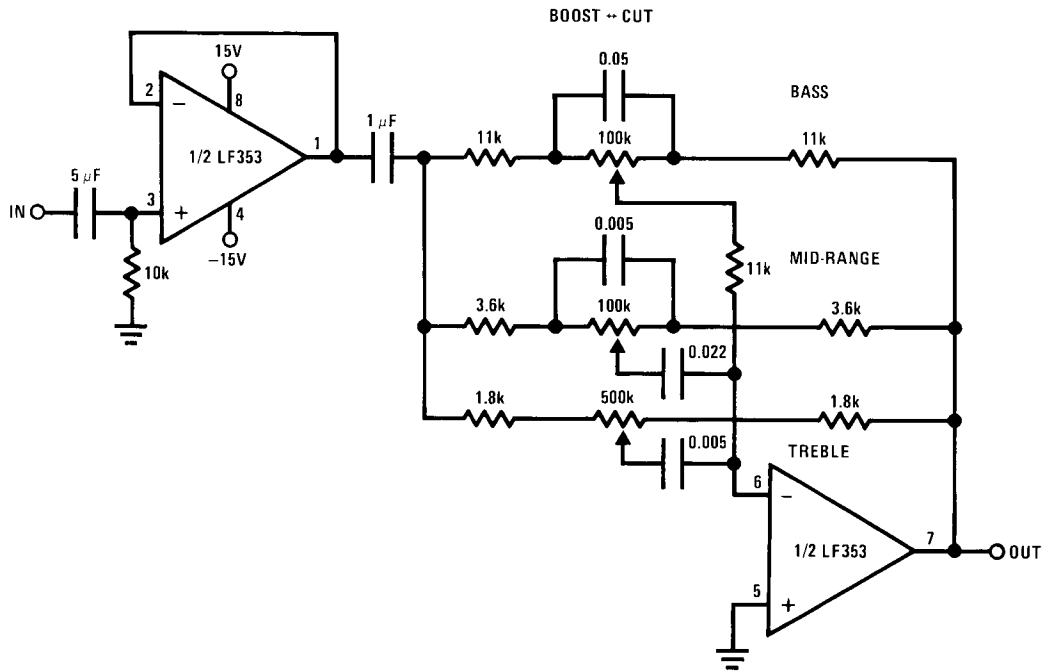 BOOST ↔ CUT
15V
0.05
BASS
2
8
1 µF
11k
100k
11k
1
1/2 LF353
5 µF
3
4
IN
–15V
0.005
11k
MID-RANGE
10k
3.6k
100k
3.6k
0.022
1.8k
500k
1.8k
0.005
TREBLE
6
1/2 LF353
7
OUT
5